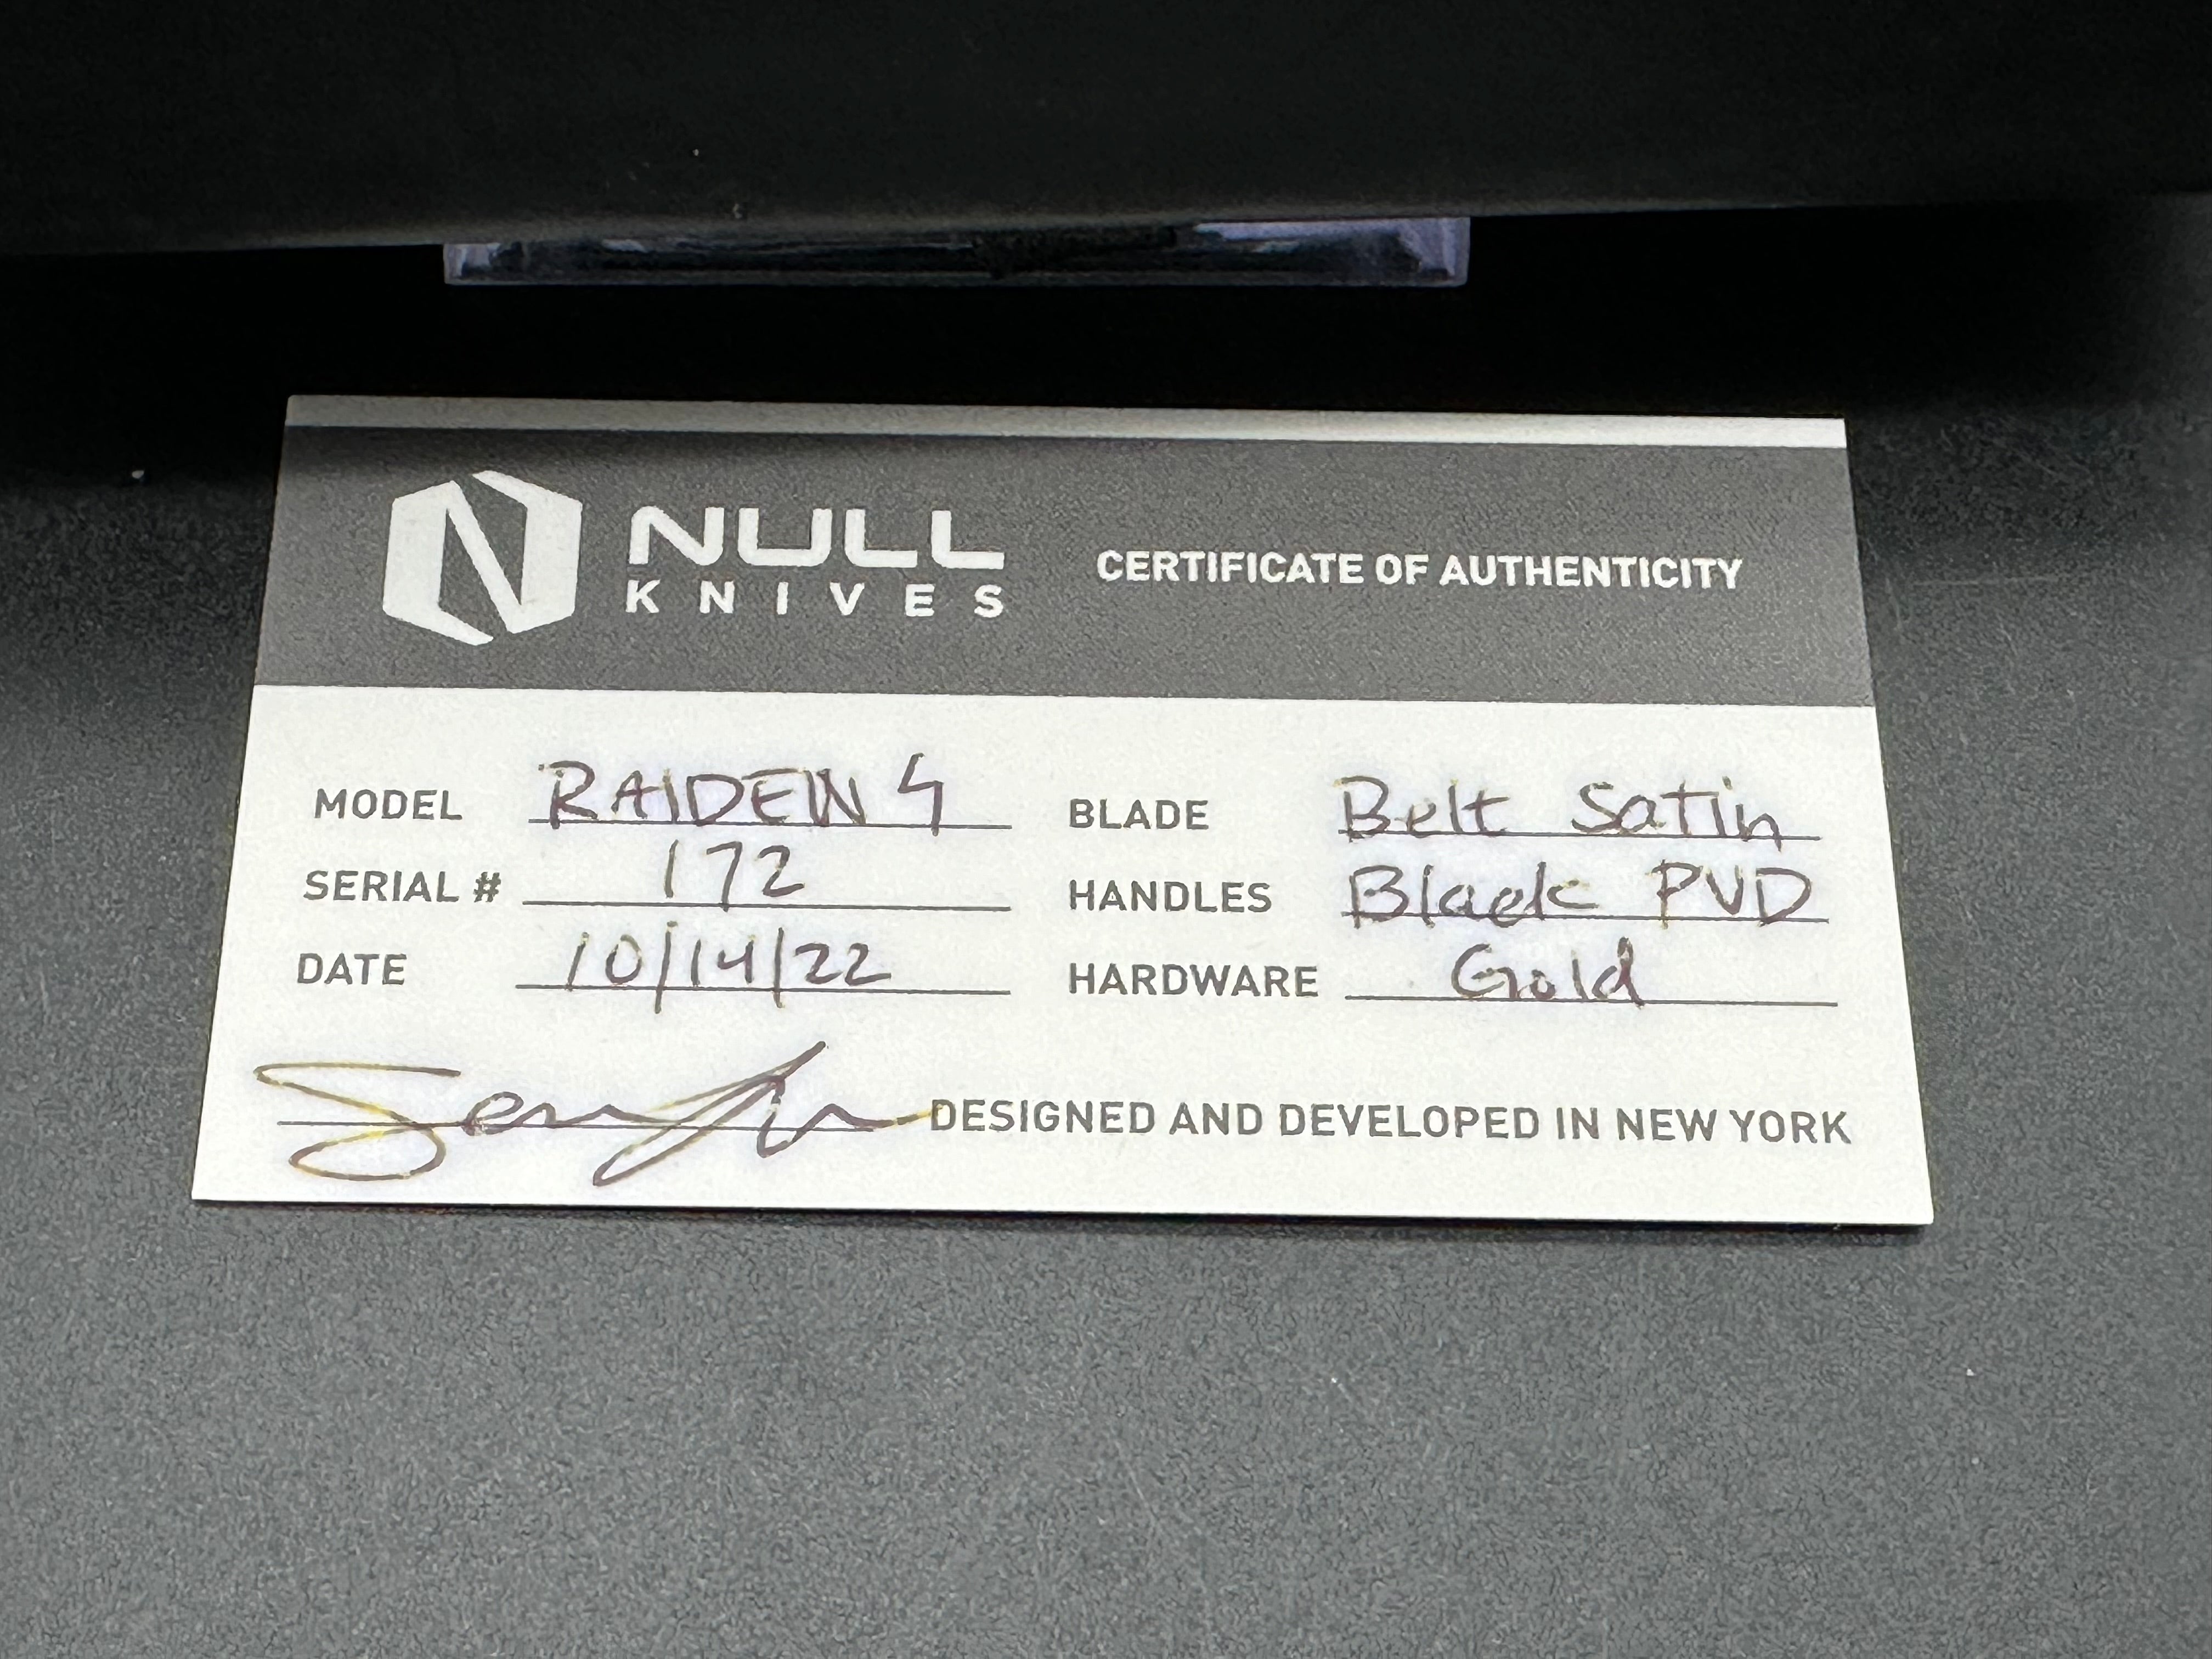 NULL
KNIVES
CERTIFICATE OF AUTHENTICITY
MODEL RAIDEN 4
SERIAL # 172
DATE 10/14/22
BLADE Belt Satin
HANDLES Black PVD
HARDWARE Gold
DESIGNED AND DEVELOPED IN NEW YORK